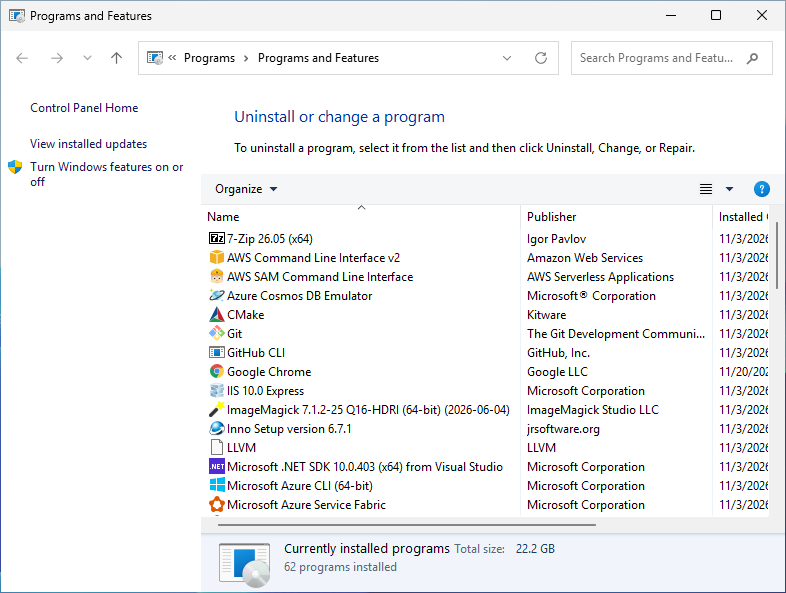 Programs and Features
« Programs › Programs and Features
Search Programs and Featu...
Control Panel Home
View installed updates
Turn Windows features on or
off
Uninstall or change a program
To uninstall a program, select it from the list and then click Uninstall, Change, or Repair.
Organize
?
Name Publisher Installed
7-Zip 26.05 (x64) Igor Pavlov 11/3/2026
AWS Command Line Interface v2 Amazon Web Services 11/3/2026
AWS SAM Command Line Interface AWS Serverless Applications 11/3/2026
Azure Cosmos DB Emulator Microsoft® Corporation 11/3/2026
CMake Kitware 11/3/2026
Git The Git Development Communi... 11/3/2026
GitHub CLI GitHub, Inc. 11/3/2026
Google Chrome Google LLC 11/20/202
IIS 10.0 Express Microsoft Corporation 11/3/2026
ImageMagick 7.1.2-25 Q16-HDRI (64-bit) (2026-06-04) ImageMagick Studio LLC 11/3/2026
Inno Setup version 6.7.1 jrsoftware.org 11/3/2026
LLVM LLVM 11/3/2026
.NET Microsoft .NET SDK 10.0.403 (x64) from Visual Studio Microsoft Corporation 11/3/2026
Microsoft Azure CLI (64-bit) Microsoft Corporation 11/3/2026
Microsoft Azure Service Fabric Microsoft Corporation 11/3/2026
Currently installed programs Total size: 22.2 GB
62 programs installed